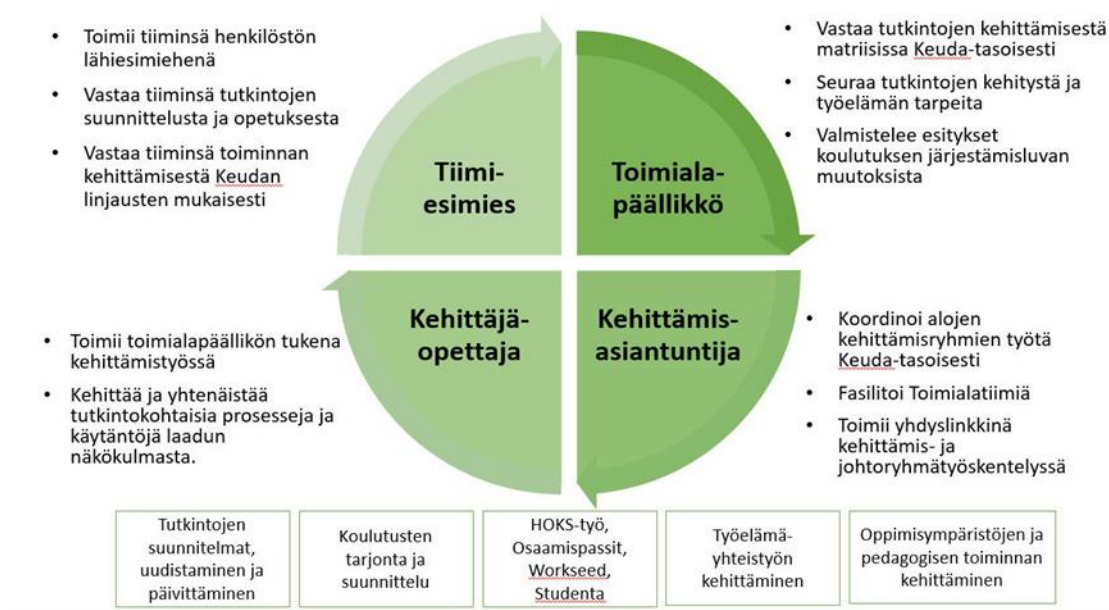 • Toimii tiiminsä henkilöstön
lähiesimiehenä
• Vastaa tiiminsä tutkintojen
suunnittelusta ja opetuksesta
• Vastaa tiiminsä toiminnan
kehittämisestä Keudan
linjausten mukaisesti
Tiimi-
esimies
Toimiala-
päällikkö
• Vastaa tutkintojen kehittämisestä
matriisissa Keuda-tasoisesti
• Seuraa tutkintojen kehitystä ja
työelämän tarpeita
• Valmistelee esitykset
koulutuksen järjestämisluvan
muutoksista
• Toimii toimialapäällikön tukena
kehittämistyössä
• Kehittää ja yhtenäistää
tutkintokohtaisia prosesseja ja
käytäntöjä laadun
näkökulmasta.
Kehittäjä-
opettaja
Kehittämis-
asiantuntija
• Koordinoi alojen
kehittämisryhmien työtä
Keuda-tasoisesti
• Fasilitoi Toimialatiimiä
• Toimii yhdyslinkkinä
kehittämis- ja
johtoryhmätyöskentelyssä
Tutkintojen
suunnitelmat,
uudistaminen ja
päivittäminen
Koulutusten
tarjonta ja
suunnittelu
HOKS-työ,
Osaamispassit,
Workseed,
Studenta
Työelämä-
yhteistyön
kehittäminen
Oppimisympäristöjen ja
pedagogisen toiminnan
kehittäminen